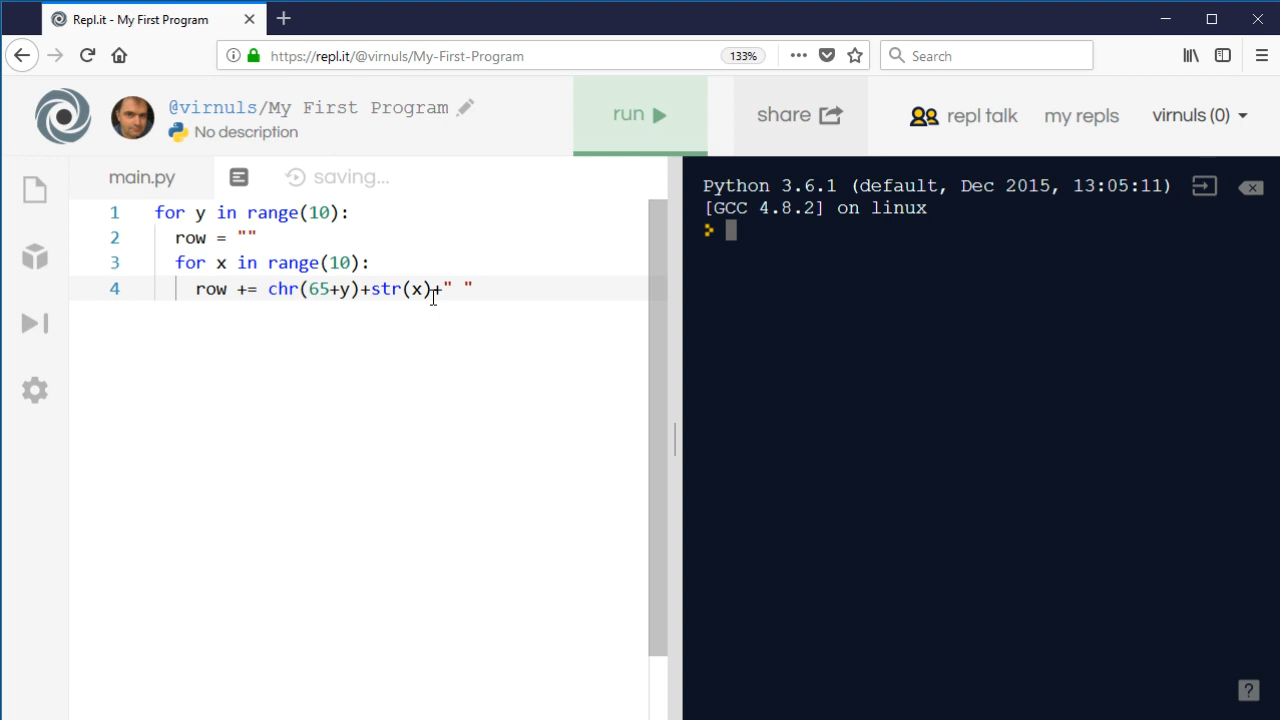 Repl.it - My First Program
https://repl.it/@virnuls/My-First-Program
133%
Search
@virnuls/My First Program
No description
run
share
repl talk
my repls
virnuls (0)
main.py
saving...
1 for y in range(10):
2 row = ""
3 for x in range(10):
4 row += chr(65+y)+str(x)+" "
Python 3.6.1 (default, Dec 2015, 13:05:11)
[GCC 4.8.2] on linux
?